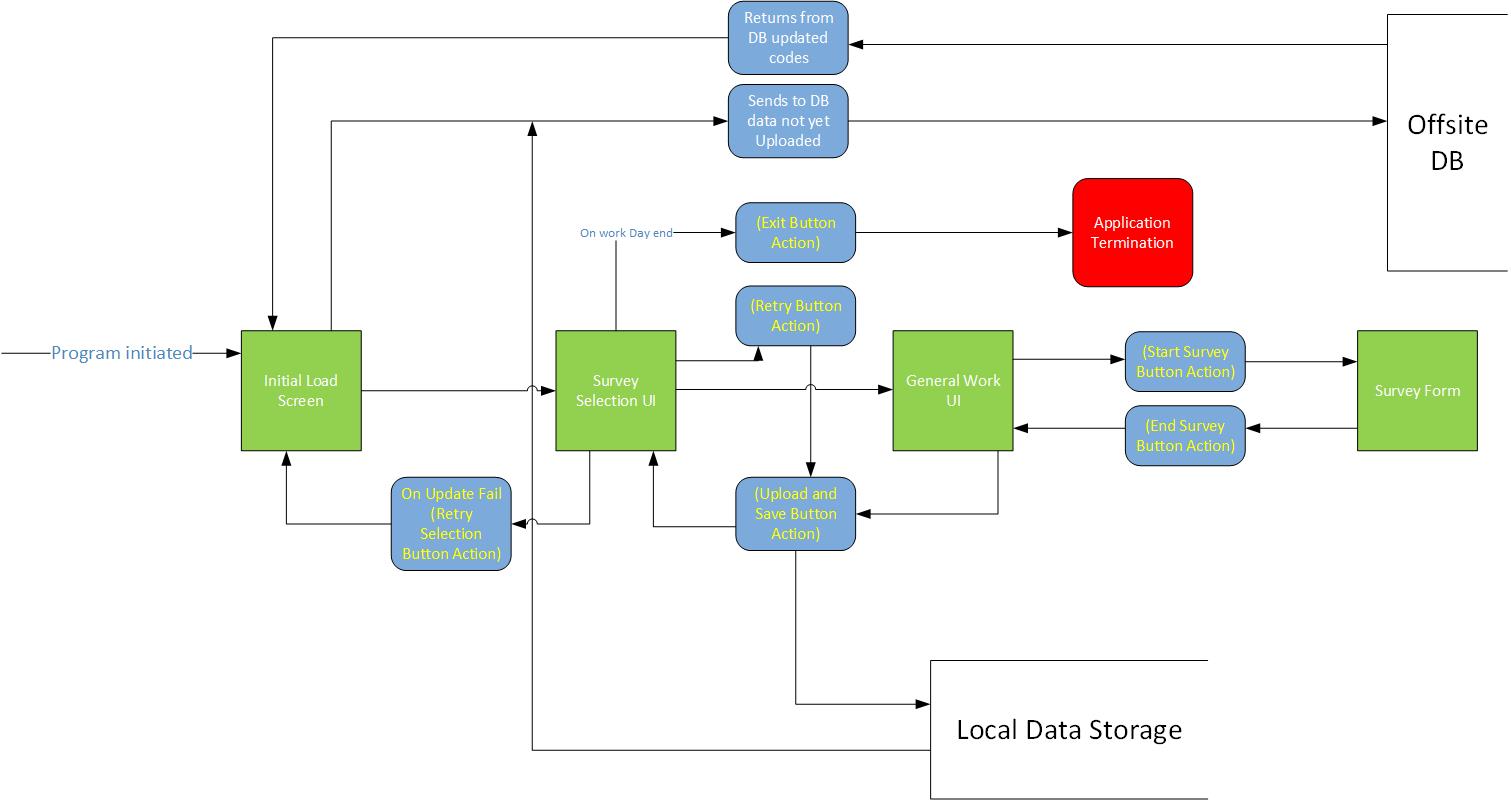 Returns from
DB updated
codes
Sends to DB
data not yet
Uploaded
Offsite
DB
On work Day end
(Exit Button
Action)
Application
Termination
(Retry Button
Action)
Program initiated
Initial Load
Screen
Survey
Selection UI
General Work
UI
(Start Survey
Button Action)
Survey Form
(End Survey
Button Action)
On Update Fail
(Retry
Selection
Button Action)
(Upload and
Save Button
Action)
Local Data Storage